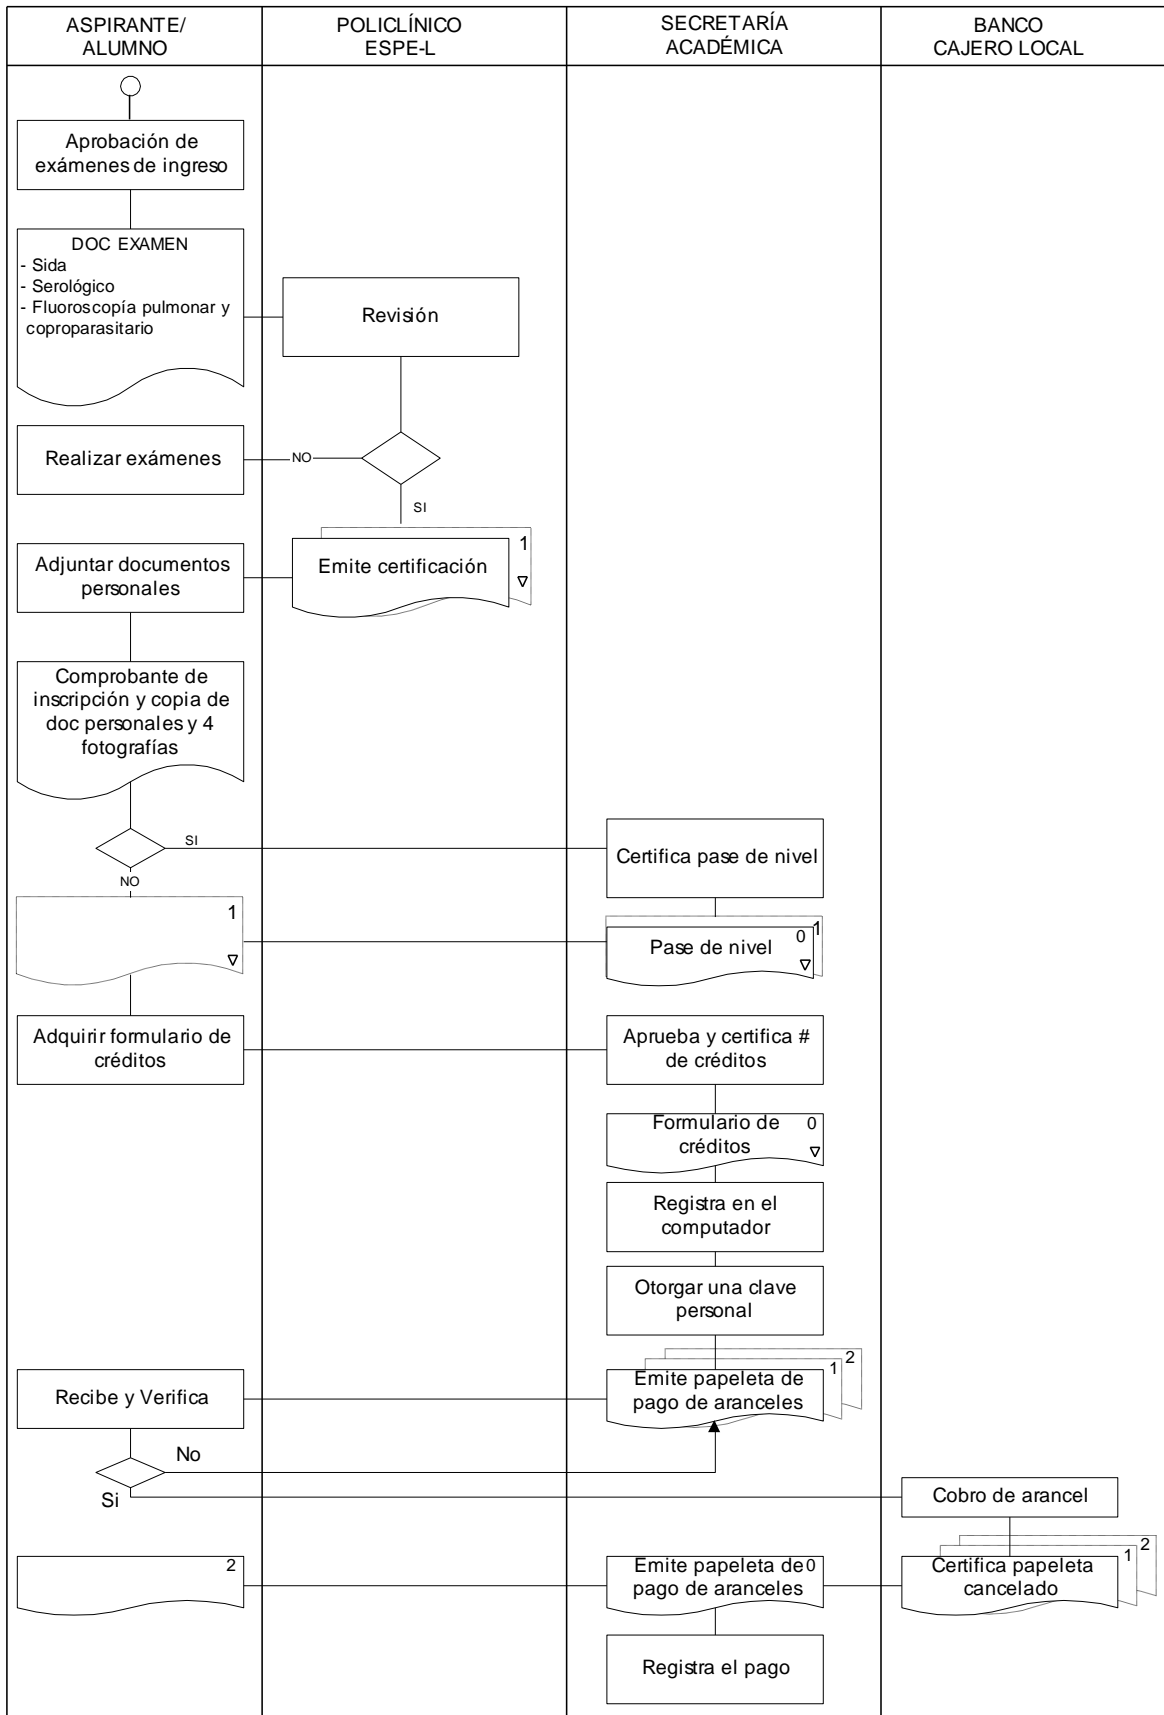 ASPIRANTE/
ALUMNO
POLICLÍNICO
ESPE-L
SECRETARÍA
ACADÉMICA
BANCO
CAJERO LOCAL
Aprobación de
exámenes de ingreso
DOC EXAMEN
- Sida
- Serológico
- Fluoroscopía pulmonar y
coproparasitario
Revisión
Realizar exámenes
NO
SI
Adjuntar documentos
personales
Emite certificación
1
Comprobante de
inscripción y copia de
doc personales y 4
fotografías
SI
NO
Certifica pase de nivel
1
Pase de nivel
0
1
Adquirir formulario de
créditos
Aprueba y certifica #
de créditos
Formulario de
créditos
0
Registra en el
computador
Otorgar una clave
personal
Recibe y Verifica
Emite papeleta de
pago de aranceles
1
2
No
Si
Cobro de arancel
2
Emite papeleta de
pago de aranceles
0
Certifica papeleta
cancelado
1
2
Registra el pago